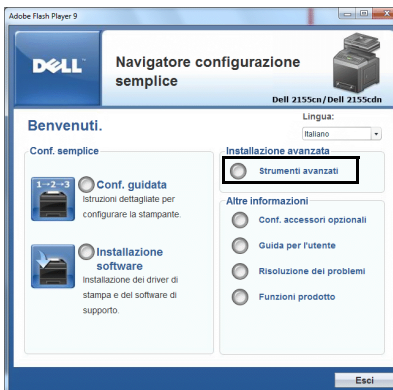 Adobe Flash Player 9
DELL™
Navigatore configurazione
semplice
Dell 2155cn/Dell 2155cdn
Benvenuti.
Lingua:
Italiano
Conf. semplice
1→2→3
Conf. guidata
Istruzioni dettagliate per
configurare la stampante.
Installazione
software
Installazione dei driver di
stampa e del software di
supporto.
Installazione avanzata
Strumenti avanzati
Altre informazioni
Conf. accessori opzionali
Guida per l'utente
Risoluzione dei problemi
Funzioni prodotto
Esci